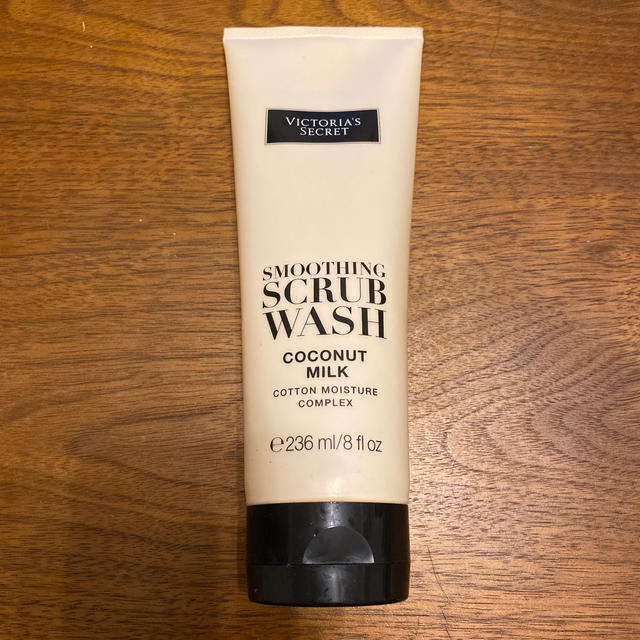 VICTORIA'S
SECRET
SMOOTHING
SCRUB
WASH
COCONUT
MILK
COTTON MOISTURE
COMPLEX
℮236 ml/8 fl oz